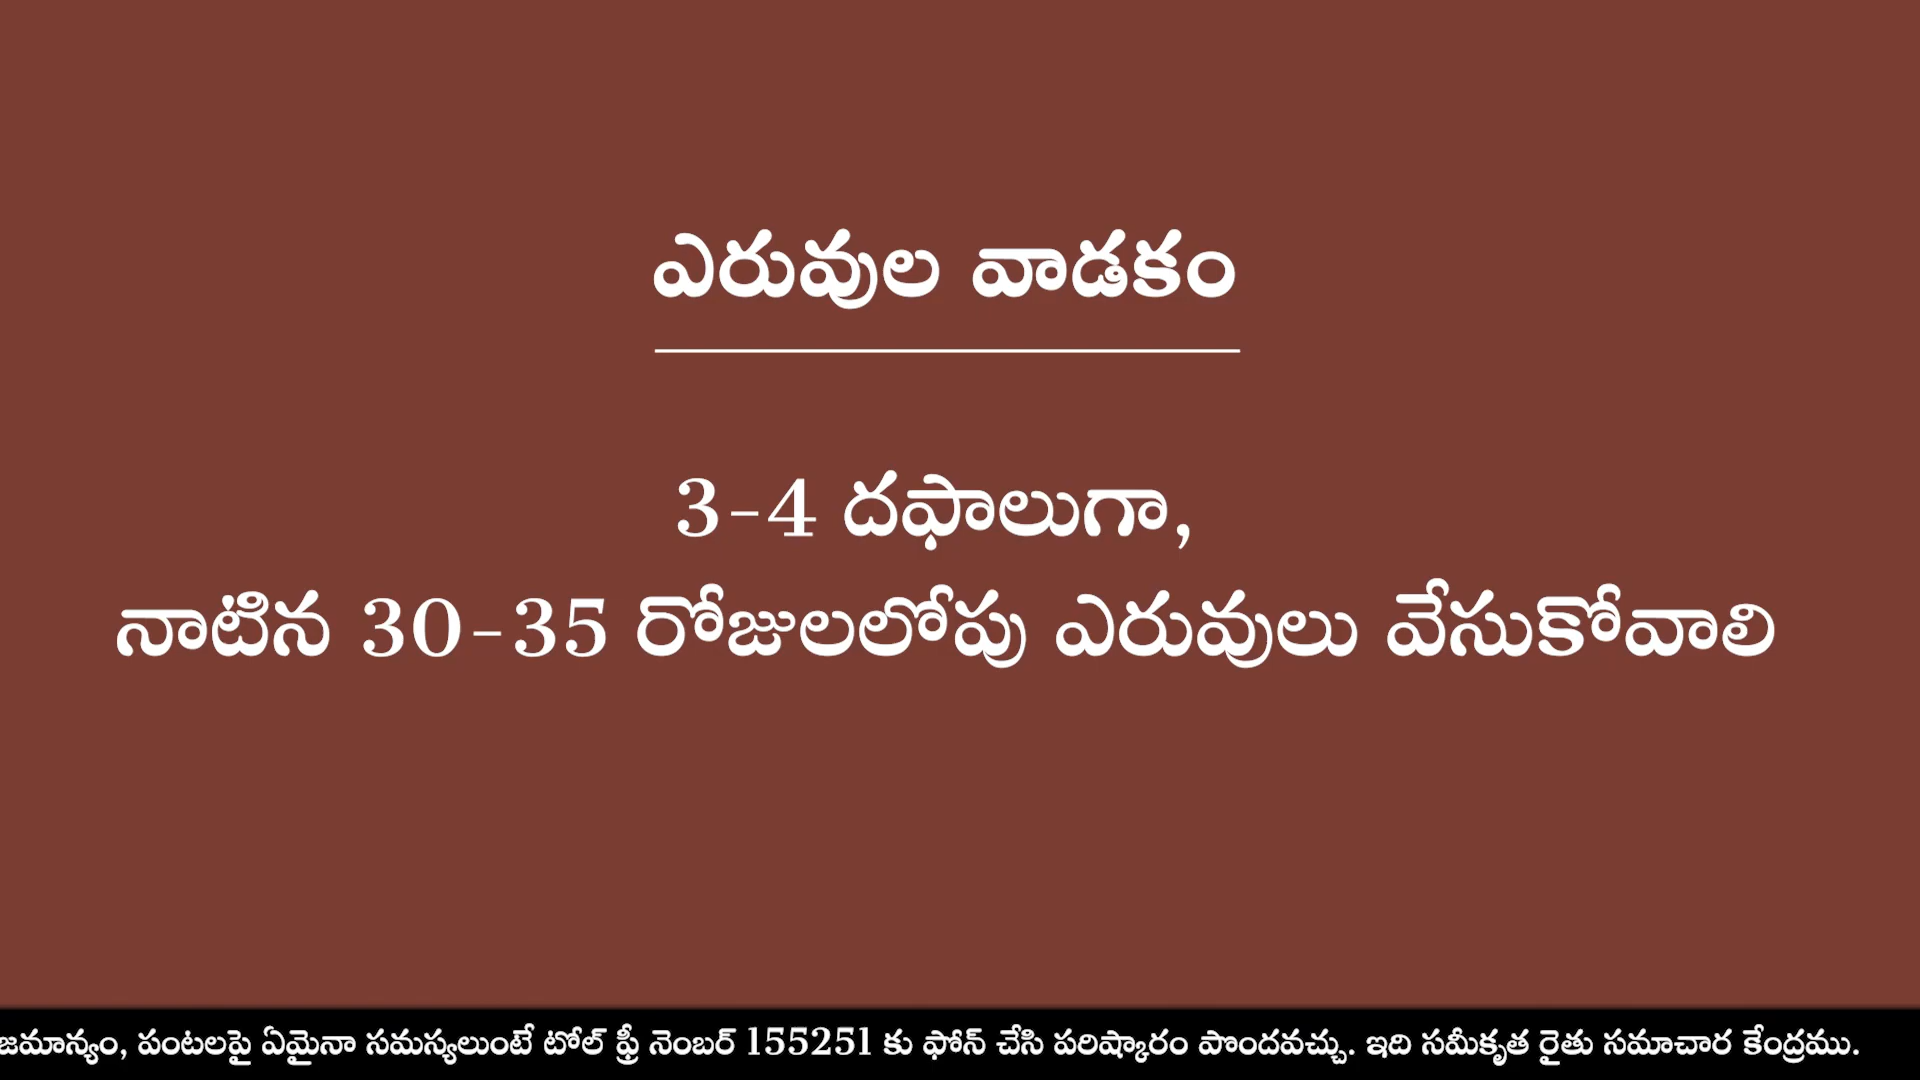 ఎరువుల వాడకం
3-4 దఫాలుగా,
నాటిన 30-35 రోజులలోపు ఎరువులు వేసుకోవాలి
జమాన్యం, పంటలపై ఏమైనా సమస్యలుంటే టోల్ ఫ్రీ నెంబర్ 155251 కు ఫోన్ చేసి పరిష్కారం పొందవచ్చు. ఇది సమీకృత రైతు సమాచార కేంద్రము.